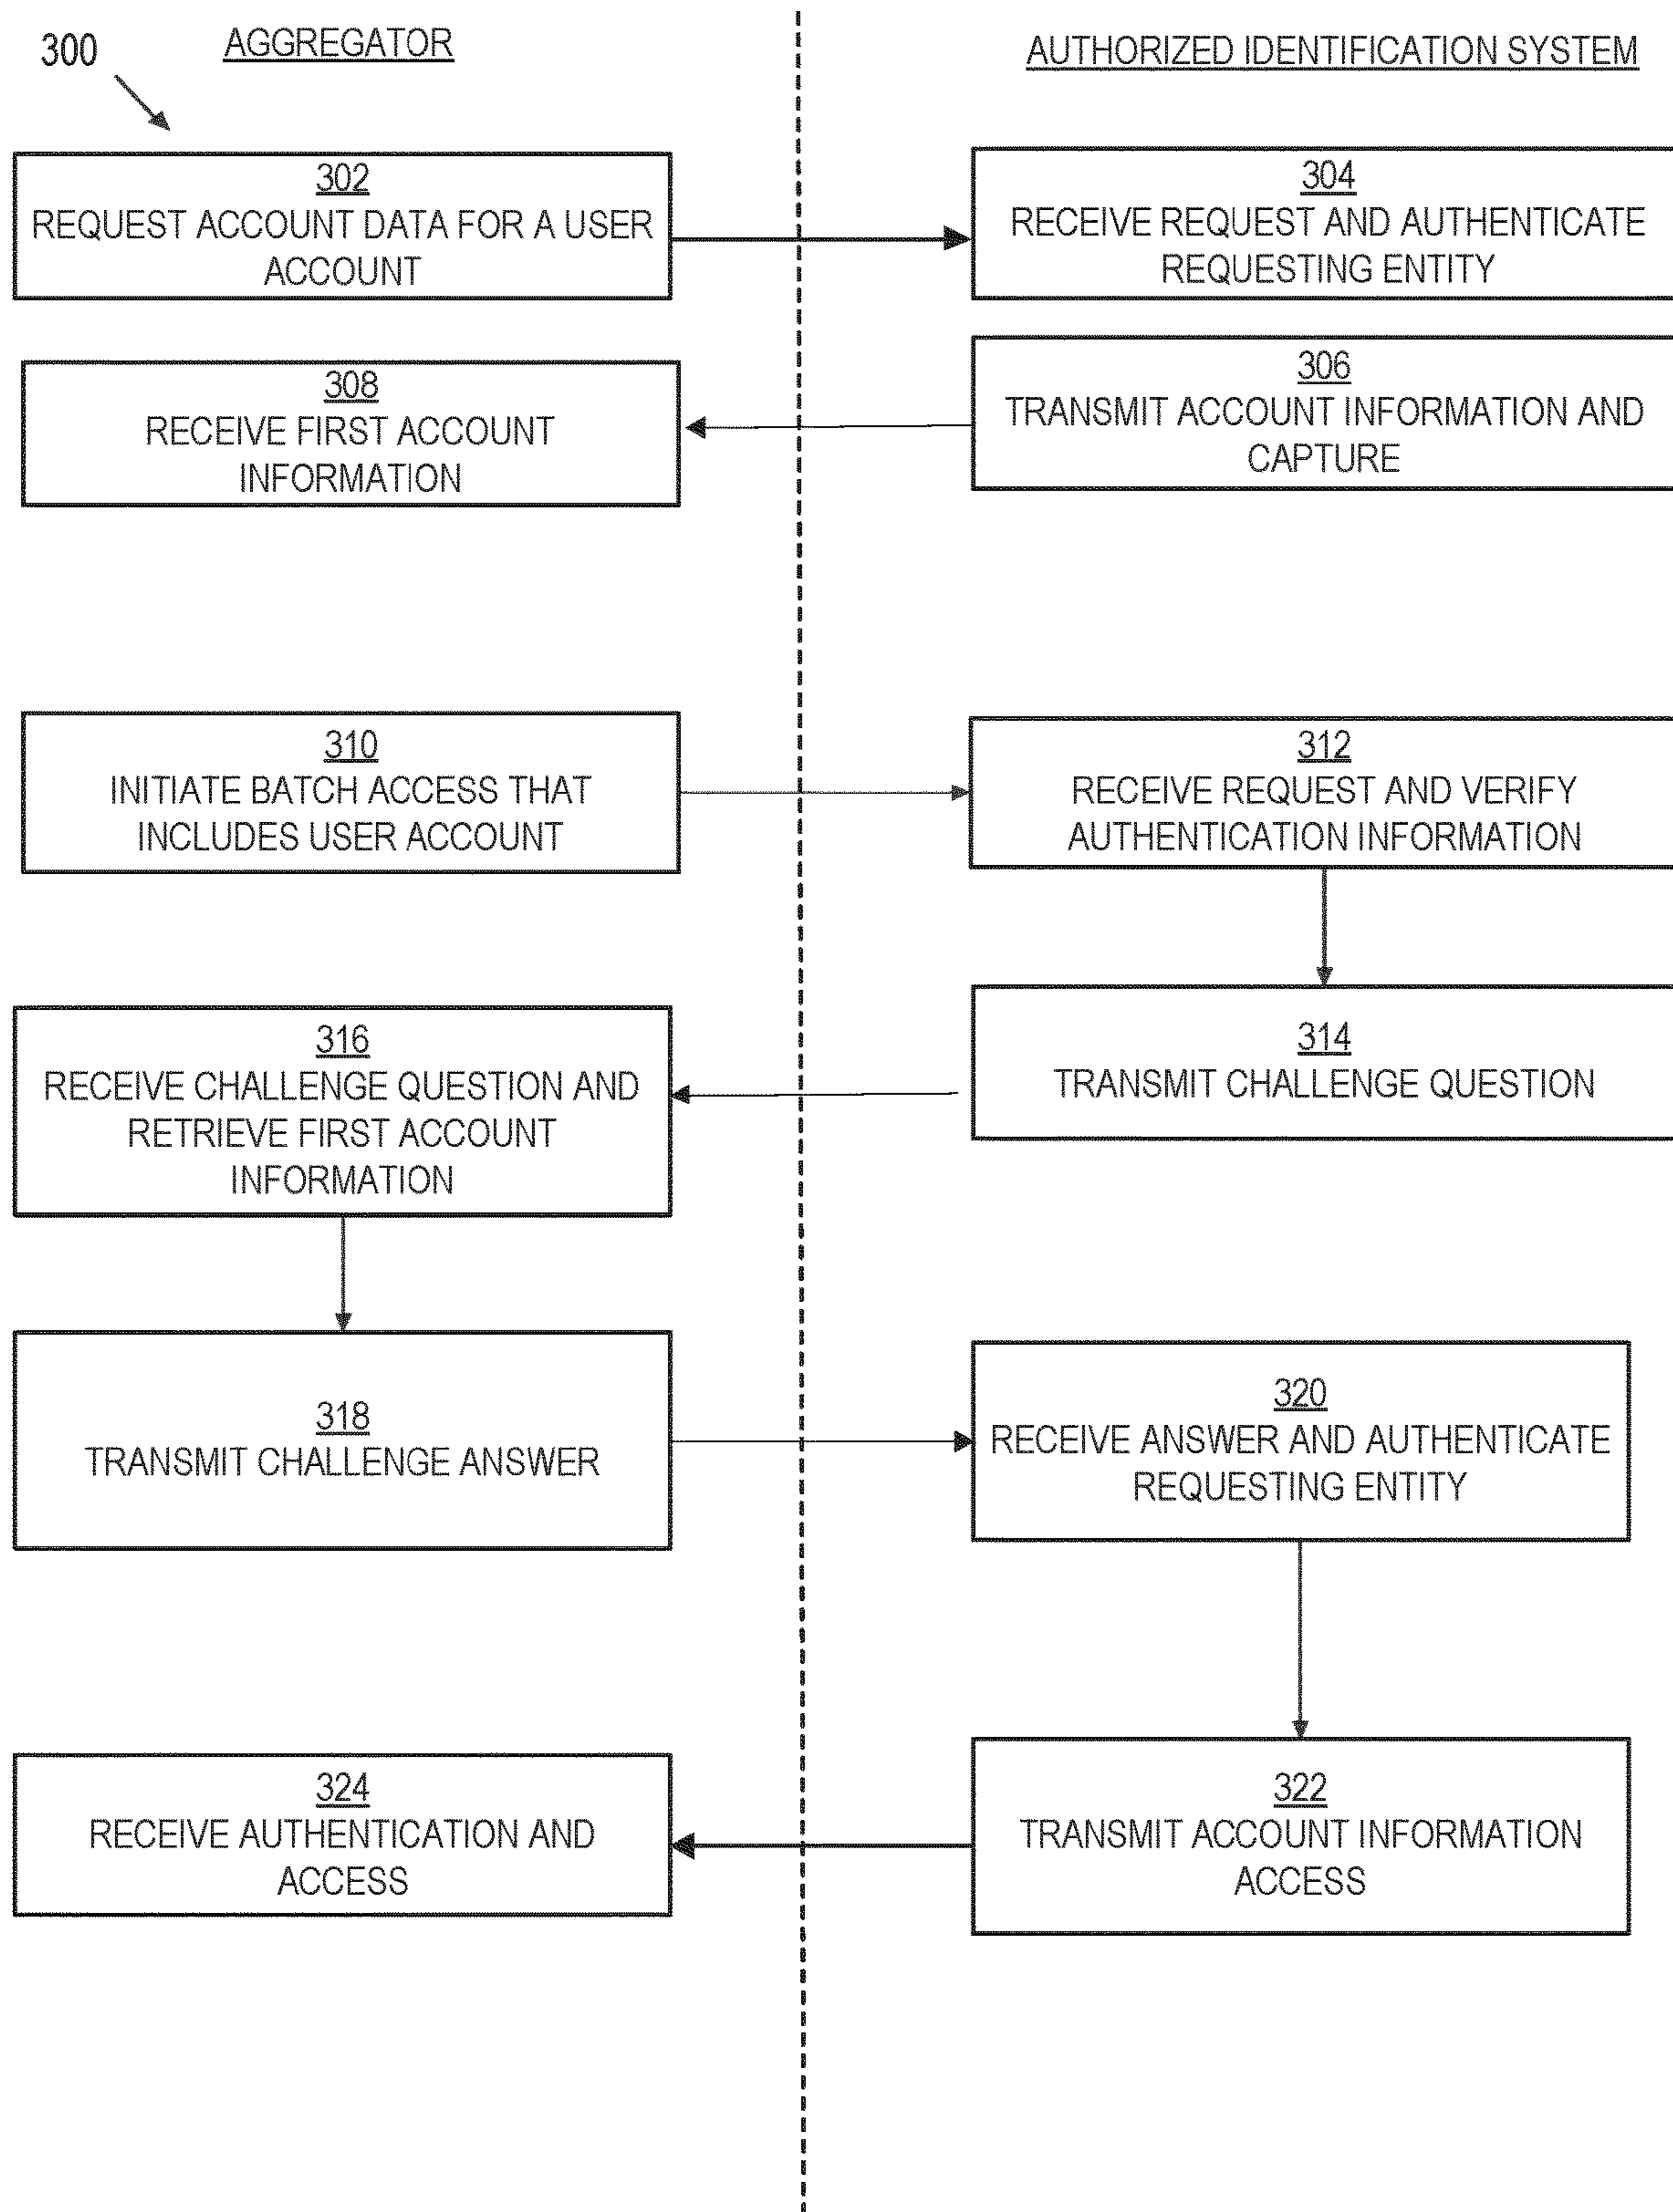 300
AGGREGATOR
AUTHORIZED IDENTIFICATION SYSTEM
302
REQUEST ACCOUNT DATA FOR A USER
ACCOUNT
304
RECEIVE REQUEST AND AUTHENTICATE
REQUESTING ENTITY
306
TRANSMIT ACCOUNT INFORMATION AND
CAPTURE
308
RECEIVE FIRST ACCOUNT
INFORMATION
310
INITIATE BATCH ACCESS THAT
INCLUDES USER ACCOUNT
312
RECEIVE REQUEST AND VERIFY
AUTHENTICATION INFORMATION
314
TRANSMIT CHALLENGE QUESTION
316
RECEIVE CHALLENGE QUESTION AND
RETRIEVE FIRST ACCOUNT
INFORMATION
318
TRANSMIT CHALLENGE ANSWER
320
RECEIVE ANSWER AND AUTHENTICATE
REQUESTING ENTITY
322
TRANSMIT ACCOUNT INFORMATION
ACCESS
324
RECEIVE AUTHENTICATION AND
ACCESS